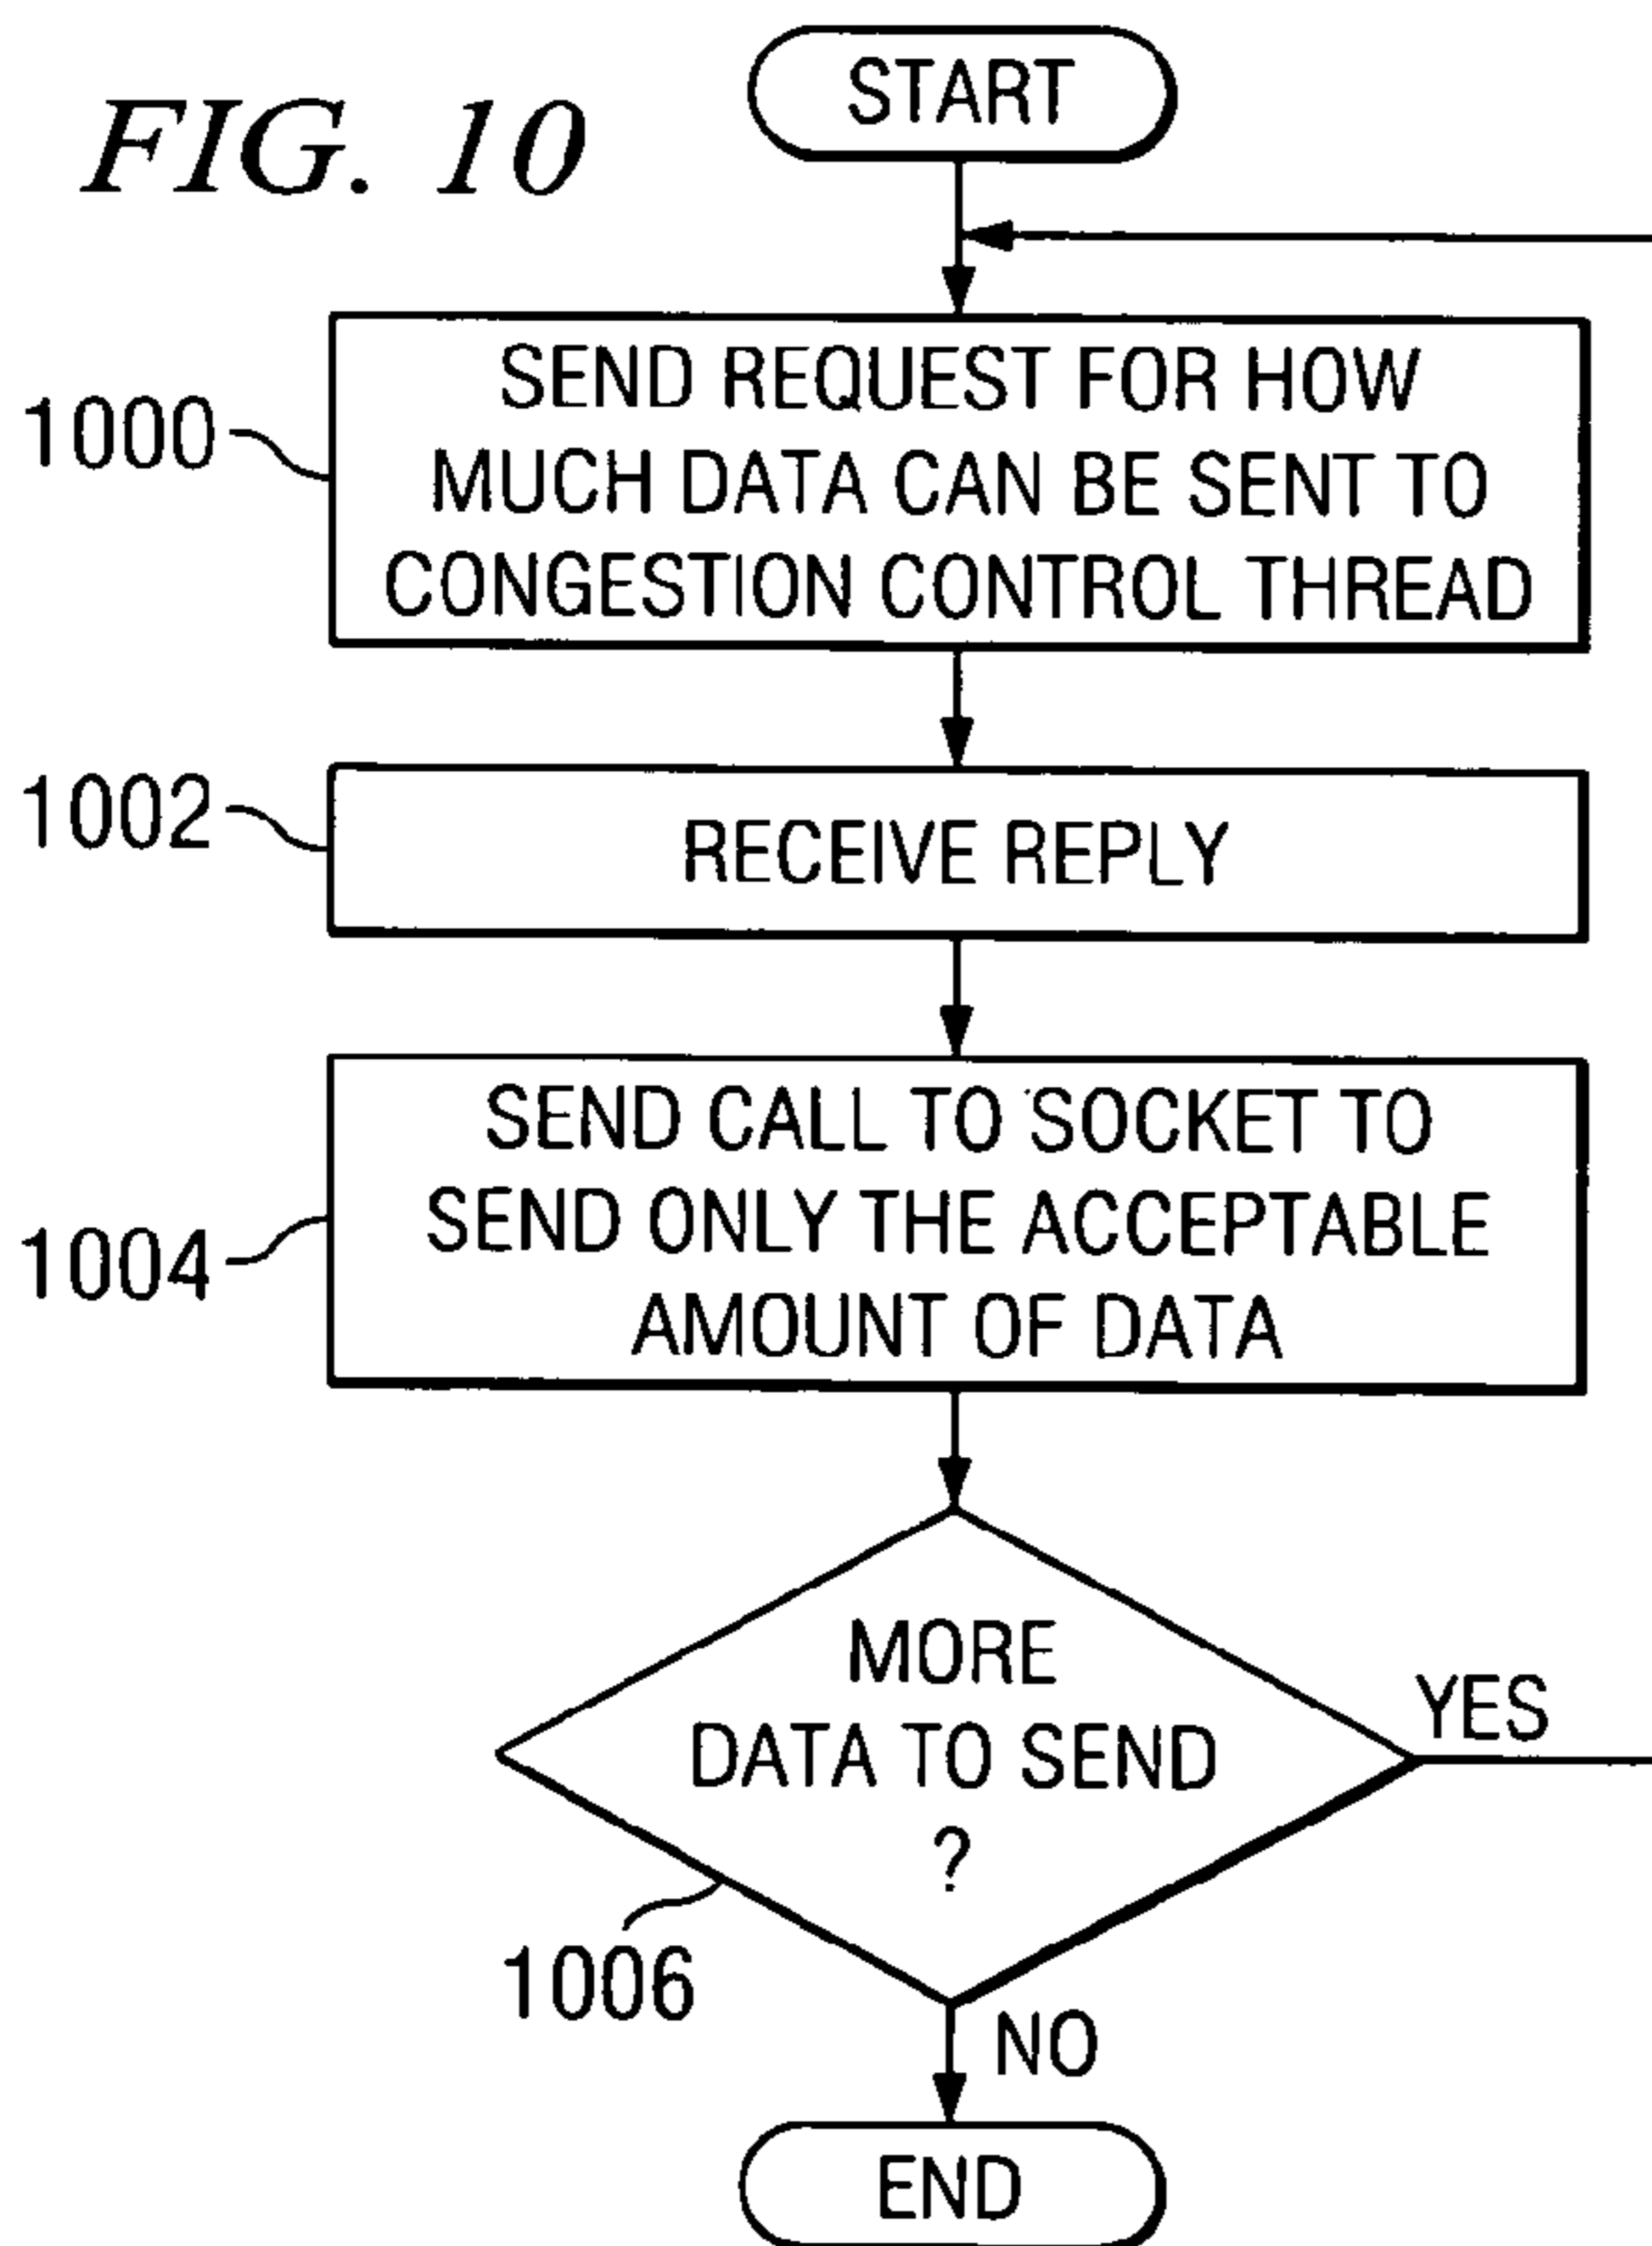 FIG. 10
START
1000
SEND REQUEST FOR HOW
MUCH DATA CAN BE SENT TO
CONGESTION CONTROL THREAD
1002
RECEIVE REPLY
1004
SEND CALL TO SOCKET TO
SEND ONLY THE ACCEPTABLE
AMOUNT OF DATA
MORE
DATA TO SEND
?
YES
1006
NO
END